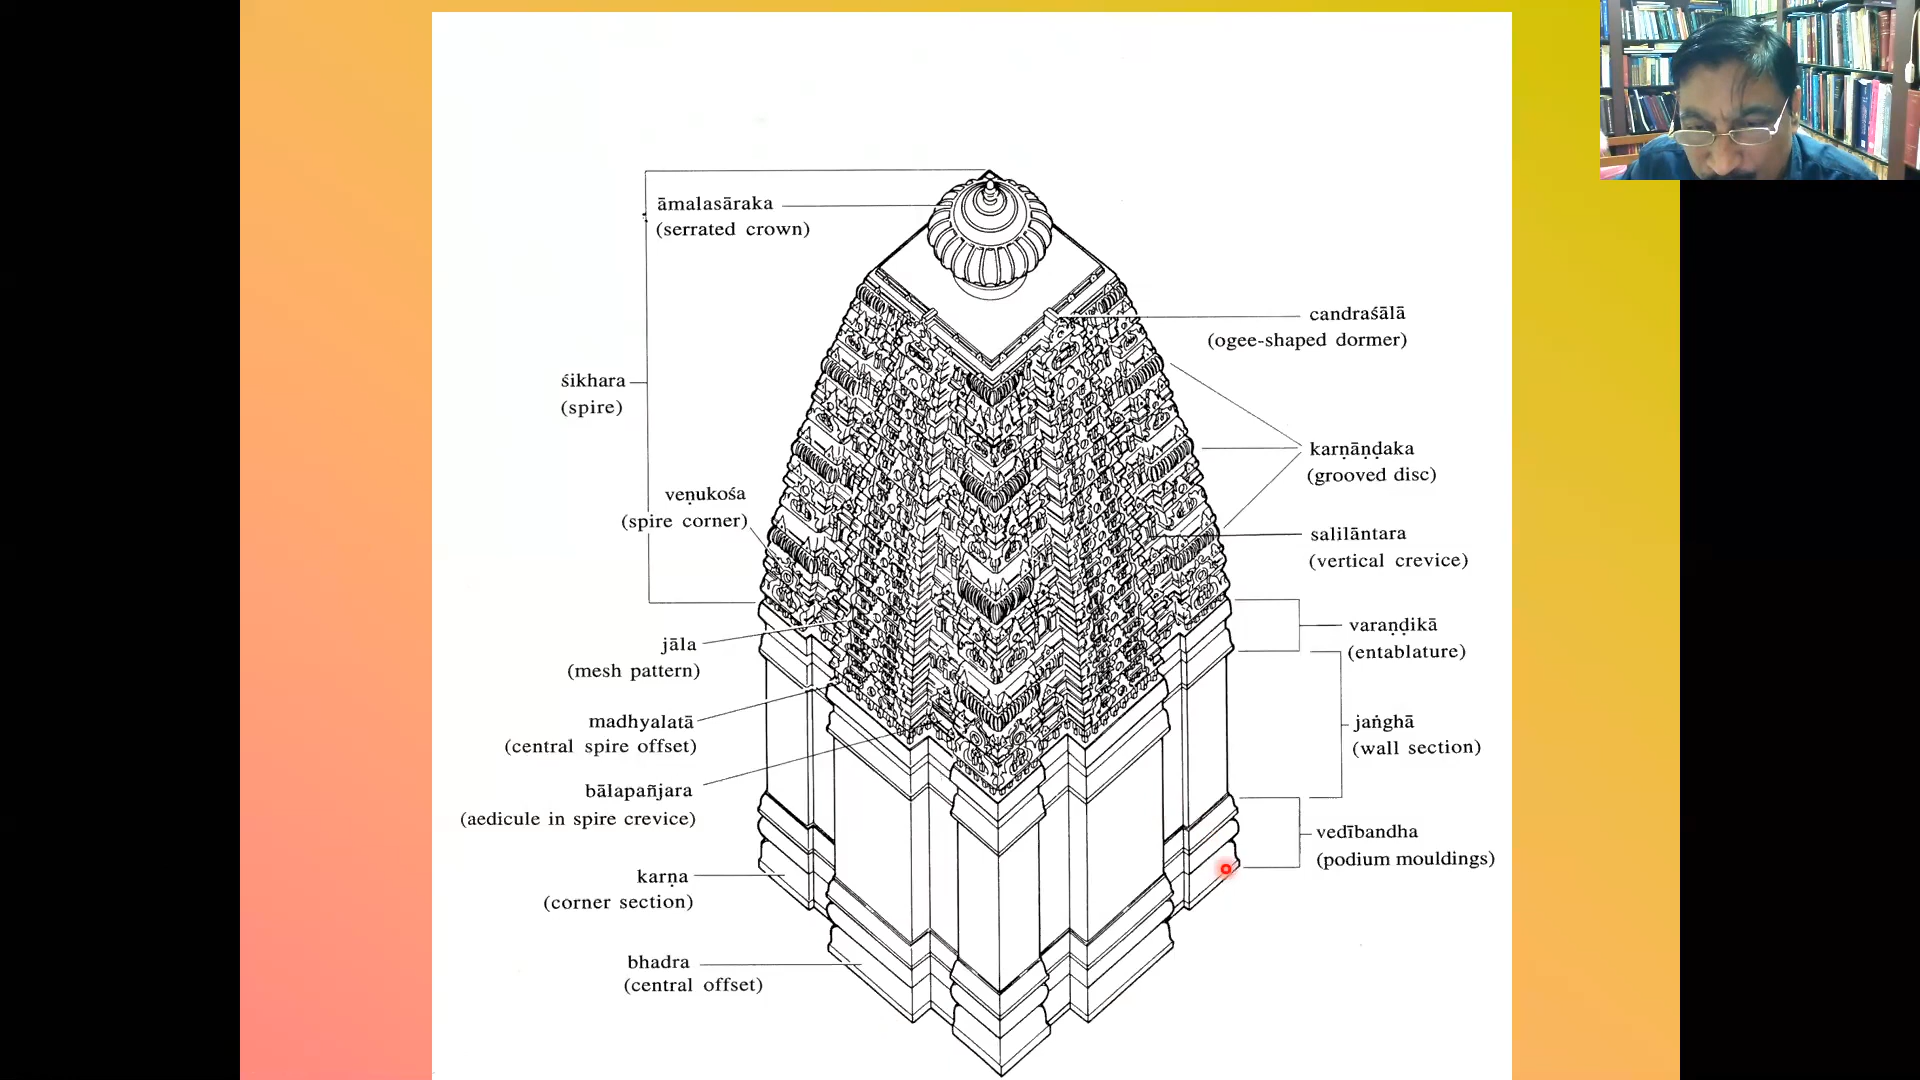 āmalasāraka
(serrated crown)
candraśālā
(ogee-shaped dormer)
śikhara
(spire)
karṇāṇḍaka
(grooved disc)
veṇukośa
(spire corner)
salilāntara
(vertical crevice)
varaṇḍikā
(entablature)
jāla
(mesh pattern)
madhyalatā
(central spire offset)
jaṅghā
(wall section)
bālapañjara
(aedicule in spire crevice)
vedībandha
(podium mouldings)
karṇa
(corner section)
bhadra
(central offset)